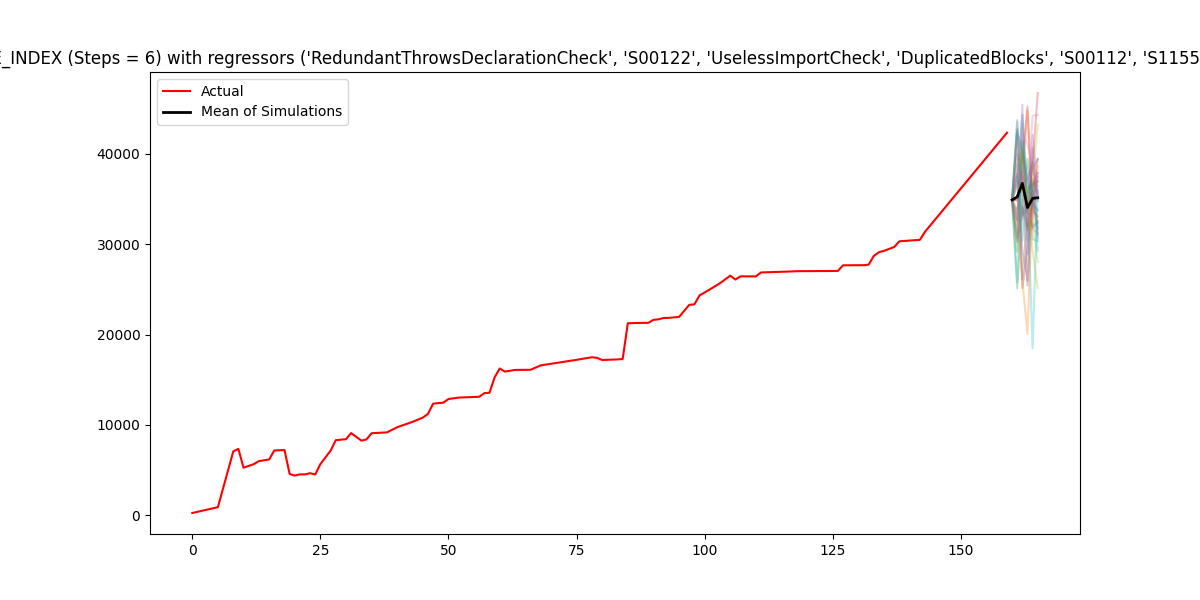 _INDEX (Steps = 6) with regressors ('RedundantThrowsDeclarationCheck', 'S00122', 'UselessImportCheck', 'DuplicatedBlocks', 'S00112', 'S1155
Actual
Mean of Simulations
40000
30000
20000
10000
0
0 25 50 75 100 125 150